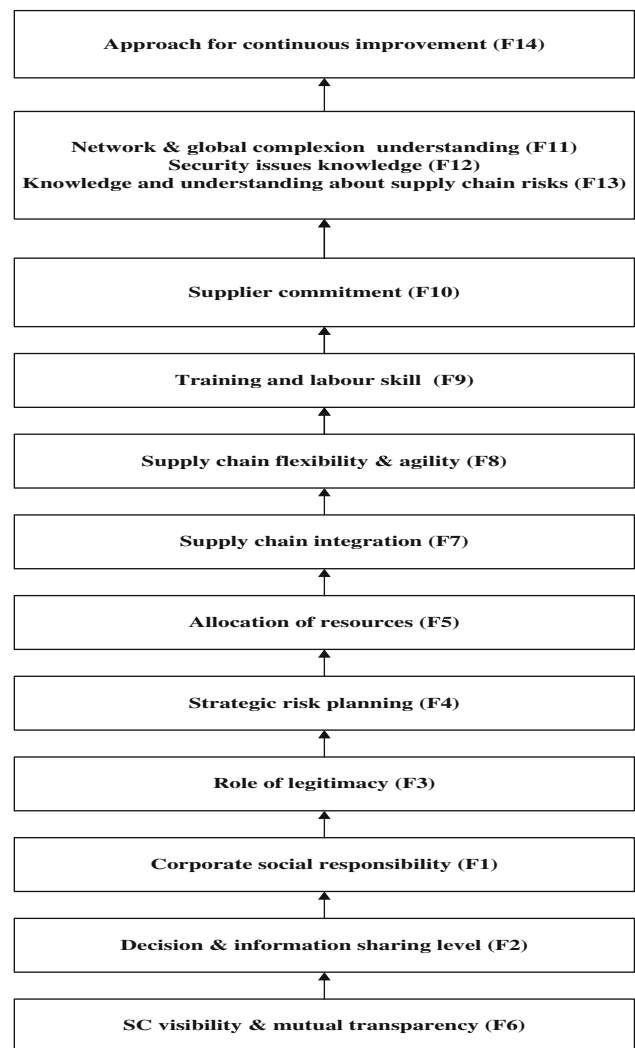 Approach for continuous improvement (F14)
Network & global complexion understanding (F11)
Security issues knowledge (F12)
Knowledge and understanding about supply chain risks (F13)
Supplier commitment (F10)
Training and labour skill (F9)
Supply chain flexibility & agility (F8)
Supply chain integration (F7)
Allocation of resources (F5)
Strategic risk planning (F4)
Role of legitimacy (F3)
Corporate social responsibility (F1)
Decision & information sharing level (F2)
SC visibility & mutual transparency (F6)